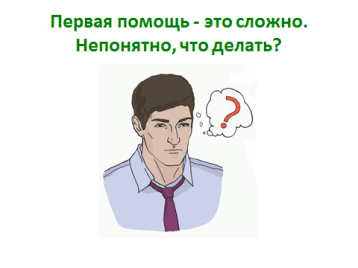 Первая помощь - это сложно.
Непонятно, что делать?
?